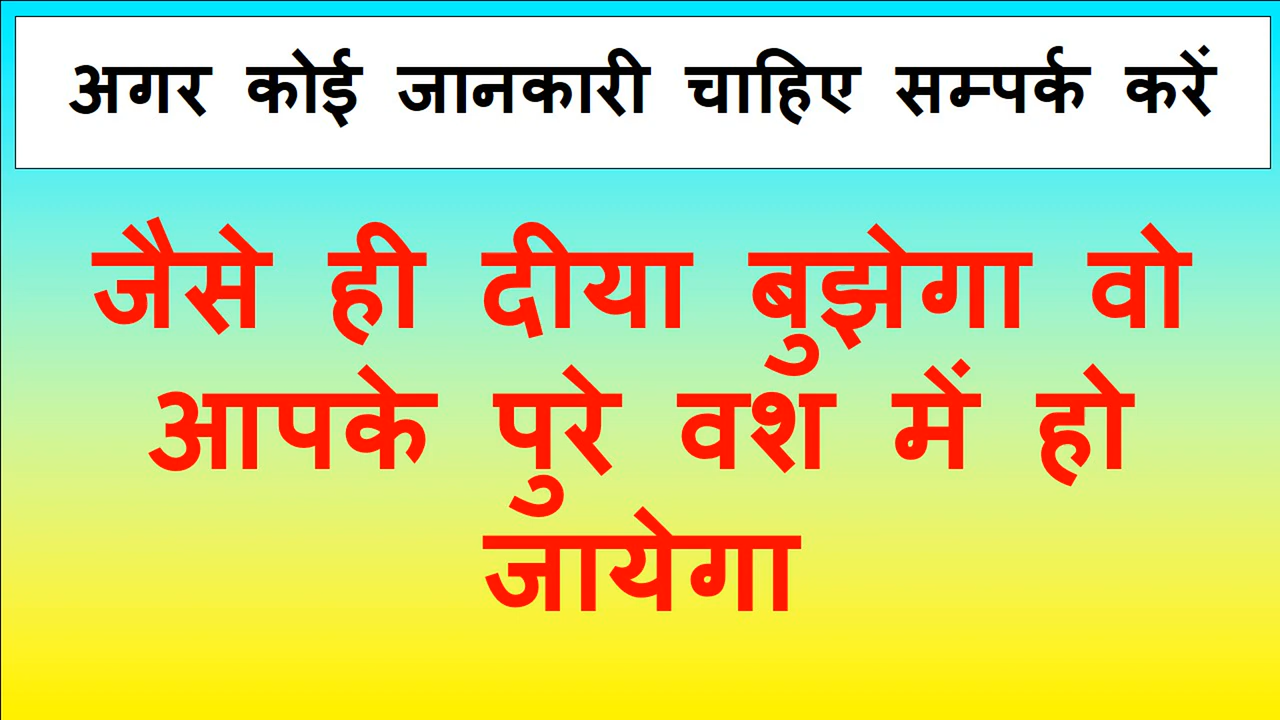 अगर कोई जानकारी चाहिए सम्पर्क करें
जैसे ही दीया बुझेगा वो
आपके पुरे वश में हो
जायेगा